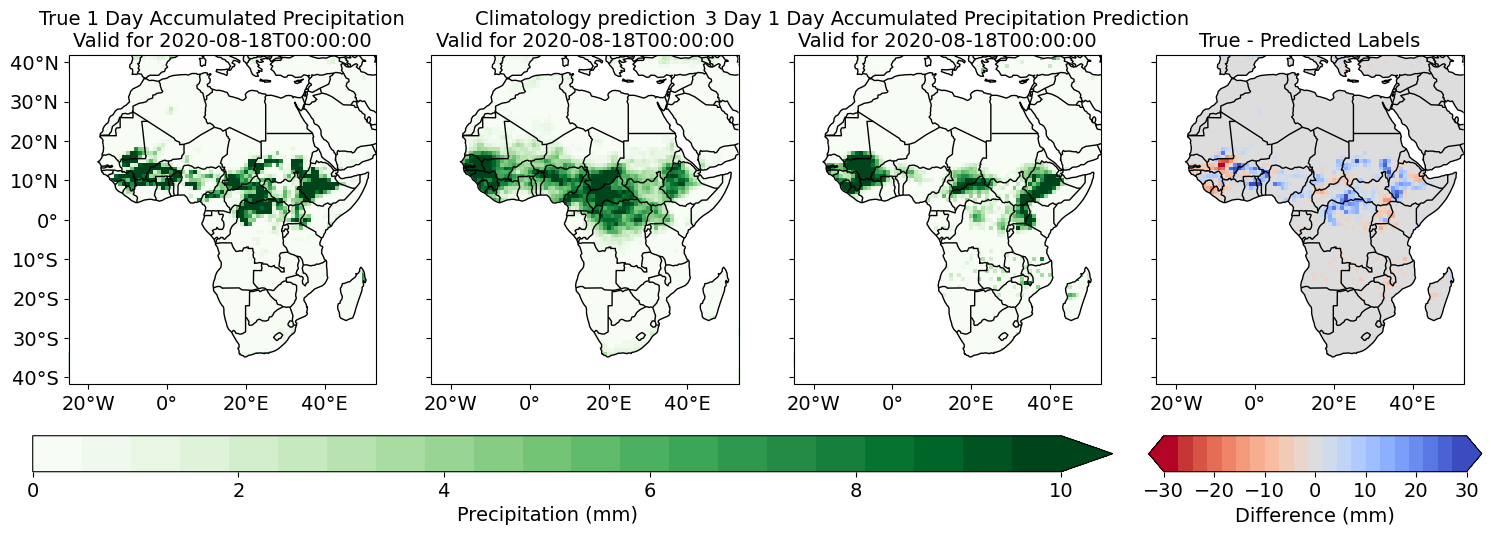 True 1 Day Accumulated Precipitation
Valid for 2020-08-18T00:00:00
Climatology prediction
Valid for 2020-08-18T00:00:00
3 Day 1 Day Accumulated Precipitation Prediction
Valid for 2020-08-18T00:00:00
True - Predicted Labels
40°N
30°N
20°N
10°N
0°
10°S
20°S
30°S
40°S
20°W 0° 20°E 40°E
20°W 0° 20°E 40°E
20°W 0° 20°E 40°E
20°W 0° 20°E 40°E
0 2 4 6 8 10
Precipitation (mm)
−30 −20 −10 0 10 20 30
Difference (mm)